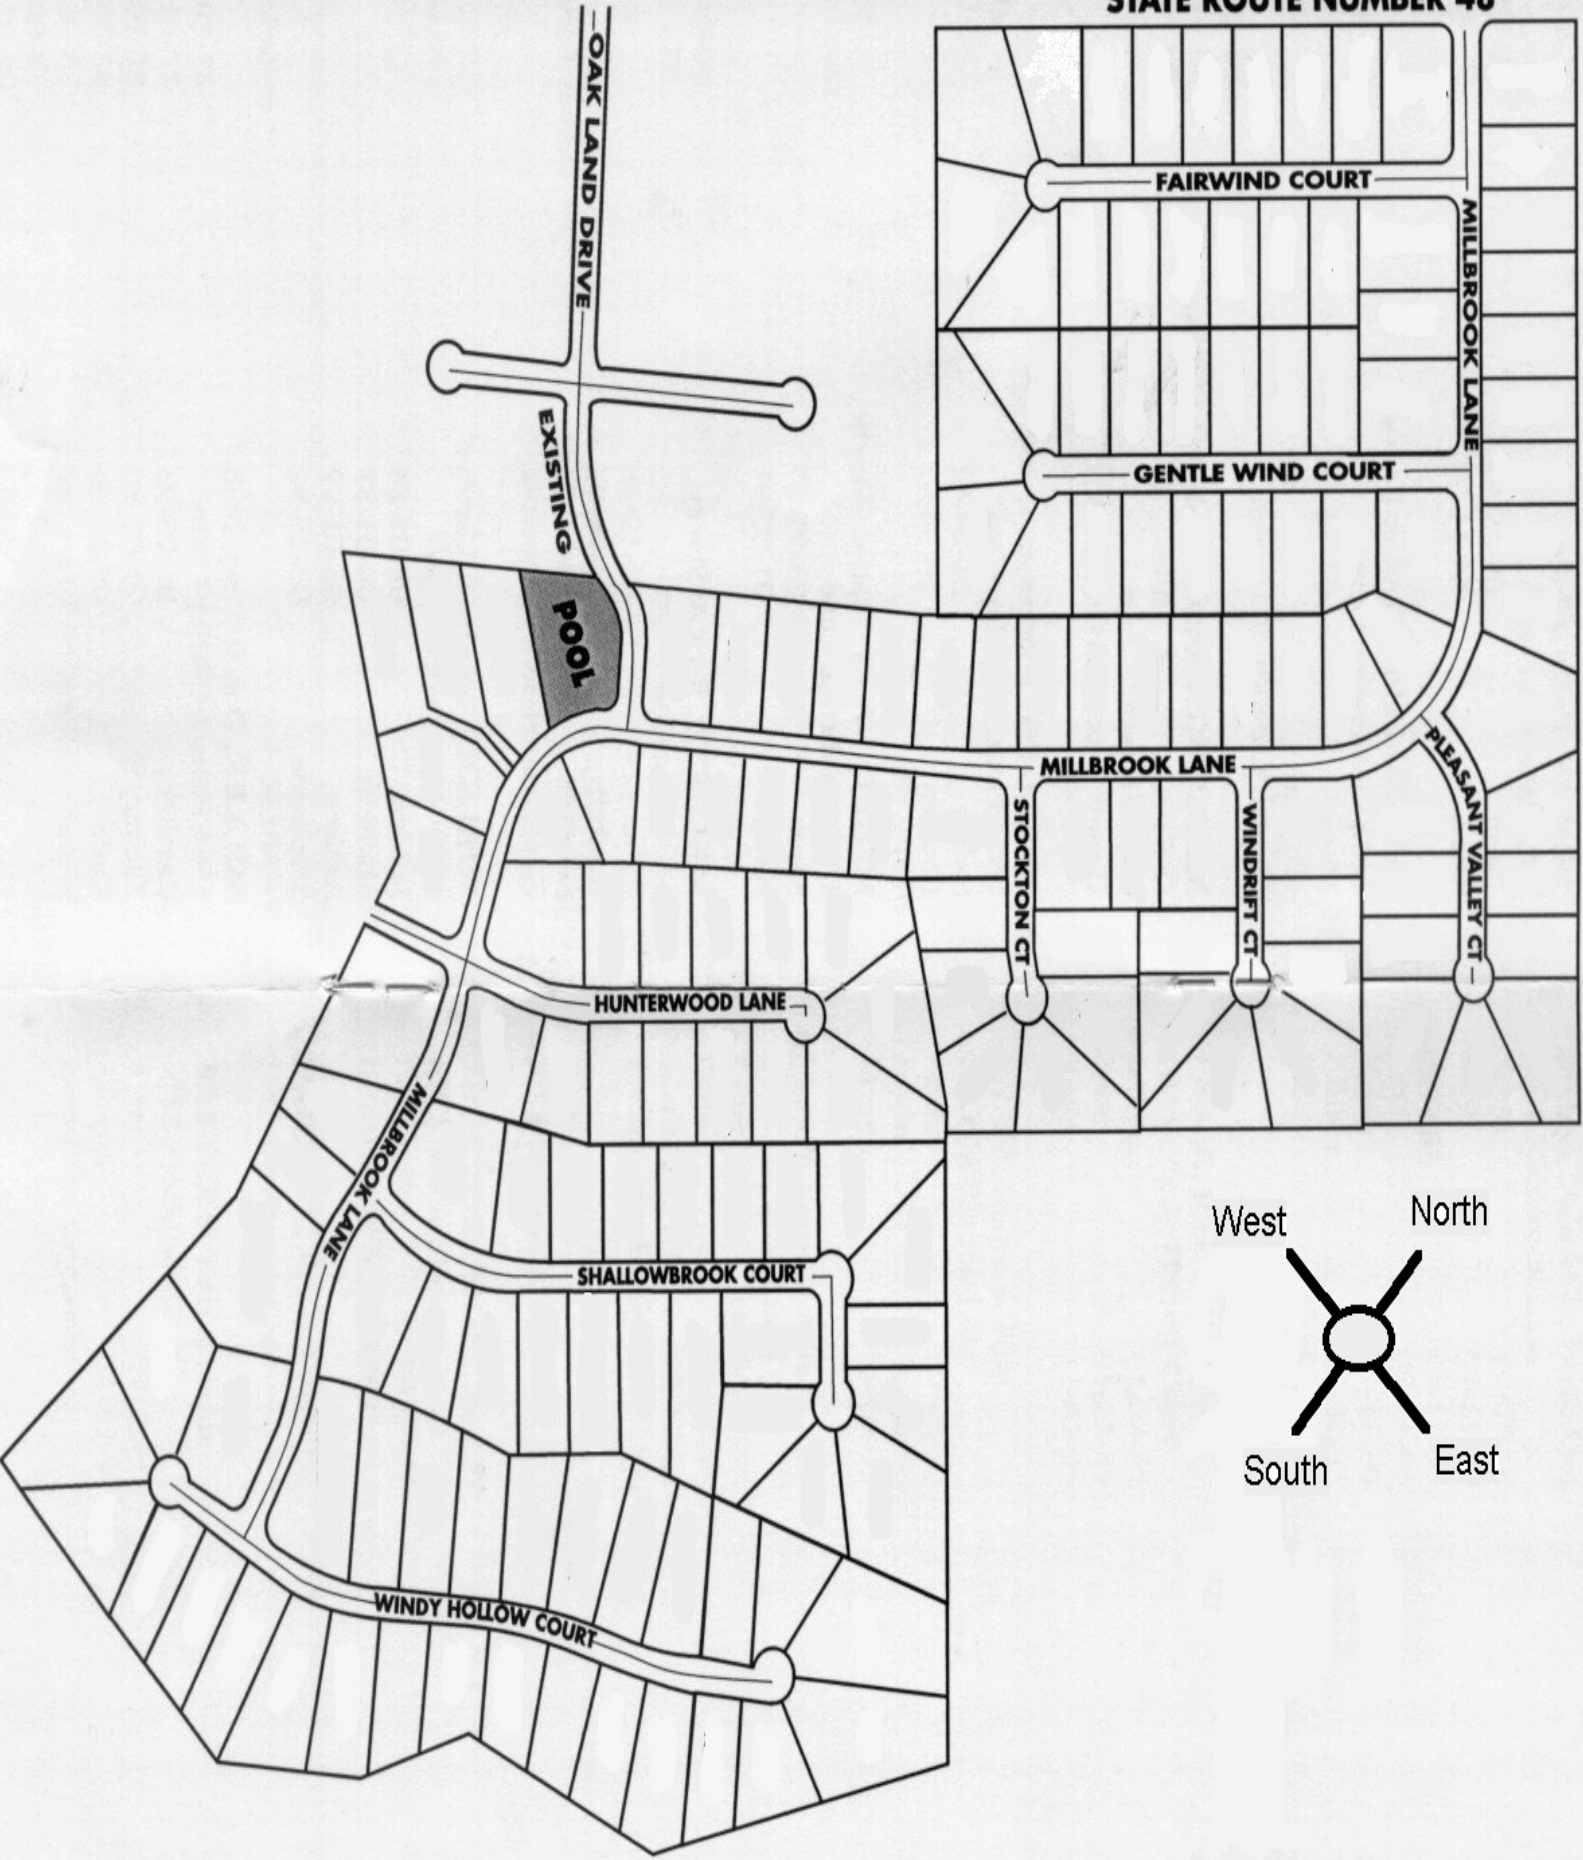 STATE ROUTE NUMBER 48
OAK LAND DRIVE
FAIRWIND COURT
MILLBROOK LANE
GENTLE WIND COURT
EXISTING
POOL
MILLBROOK LANE
PLEASANT VALLEY CT
STOCKTON CT
WINDRIFT CT
HUNTERWOOD LANE
MILLBROOK LANE
SHALLOWBROOK COURT
WINDY HOLLOW COURT
West
North
South
East